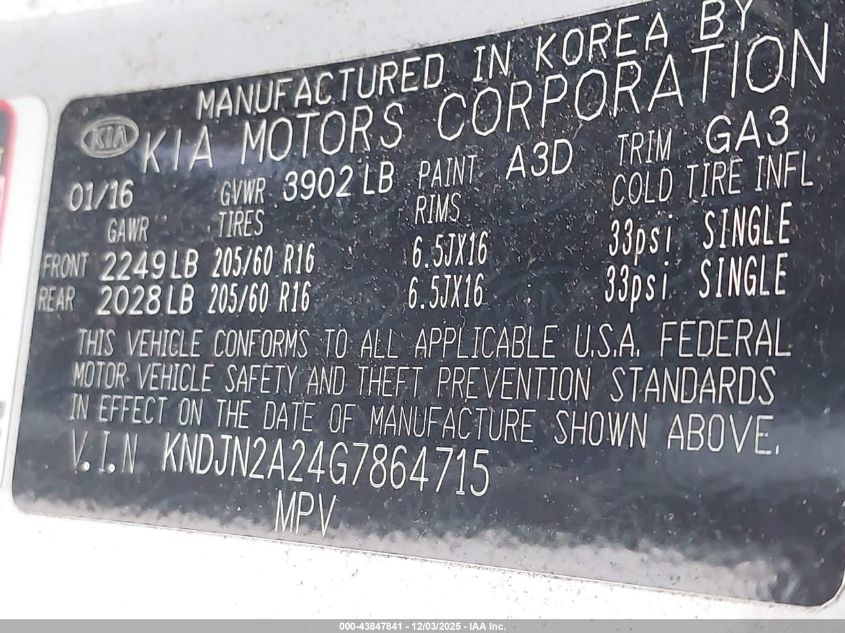 MANUFACTURED IN KOREA BY
KIA KIA MOTORS CORPORATION
01/16 GVWR 3902 LB PAINT A3D TRIM GA3
GAWR TIRES RIMS COLD TIRE INFL
FRONT 2249 LB 205/60 R16 6.5JX16 33psi SINGLE
REAR 2028 LB 205/60 R16 6.5JX16 33psi SINGLE
THIS VEHICLE CONFORMS TO ALL APPLICABLE U.S.A. FEDERAL
MOTOR VEHICLE SAFETY AND THEFT PREVENTION STANDARDS
IN EFFECT ON THE DATE OF MANUFACTURE SHOWN ABOVE.
V.I.N KNDJN2A24G7864715
MPV
000-43847841 - 12/03/2025 - IAA Inc.